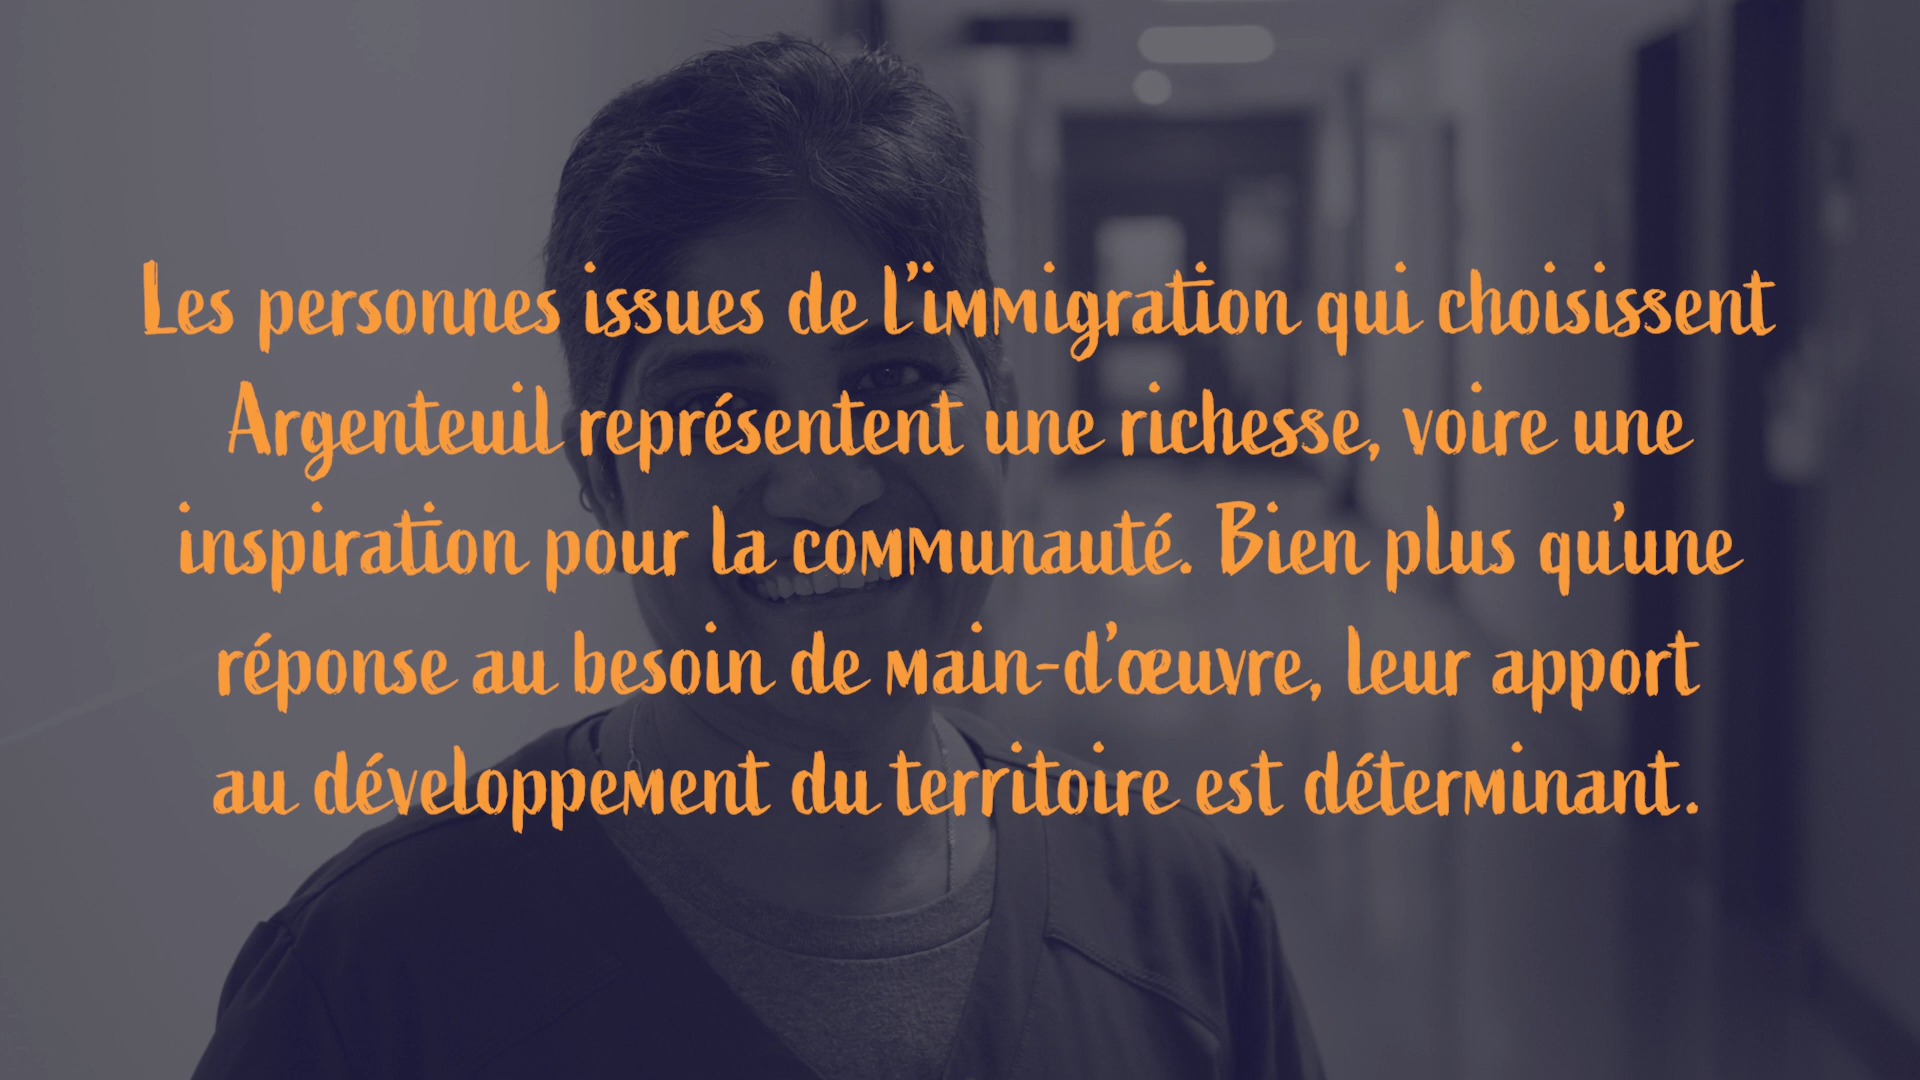 Les personnes issues de l'immigration qui choisissent
Argenteuil représentent une richesse, voire une
inspiration pour la communauté. Bien plus qu'une
réponse au besoin de main-d'œuvre, leur apport
au développement du territoire est déterminant.